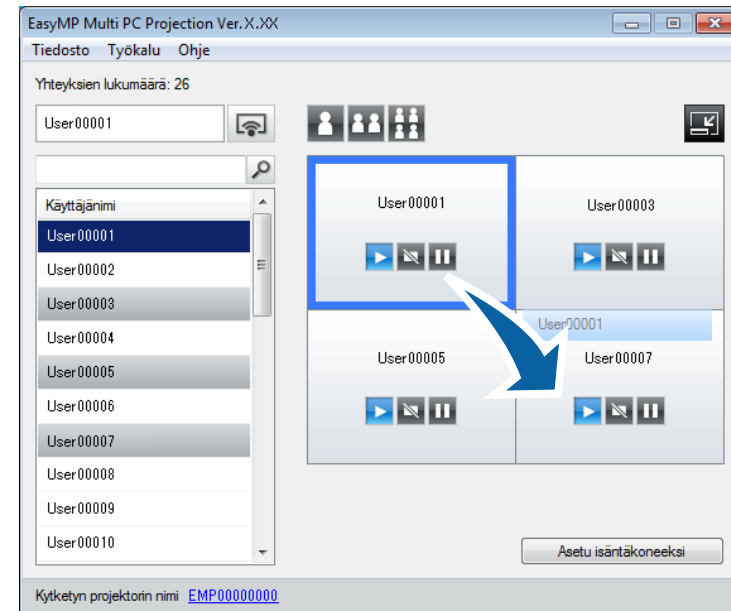 EasyMP Multi PC Projection Ver.X.XX
Tiedosto Työkalu Ohje
Yhteyksien lukumäärä: 26
User00001
Käyttäjänimi
User00001
User00002
User00003
User00004
User00005
User00006
User00007
User00008
User00009
User00010
User00001
User00003
User00001
User00005
User00007
Asetu isäntäkoneeksi
Kytketyn projektorin nimi EMP00000000